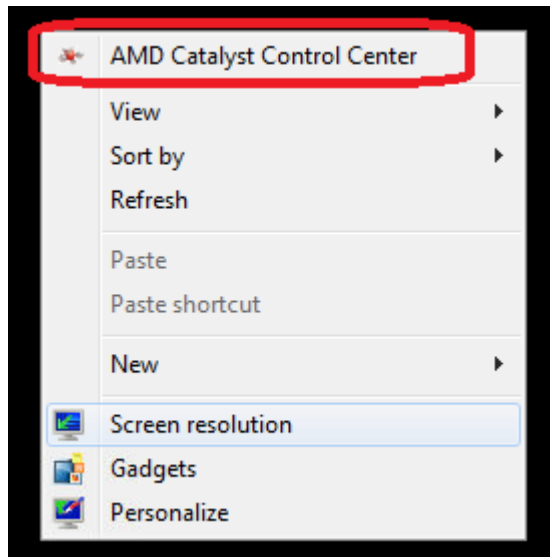 AMD Catalyst Control Center
View
Sort by
Refresh
Paste
Paste shortcut
New
Screen resolution
Gadgets
Personalize